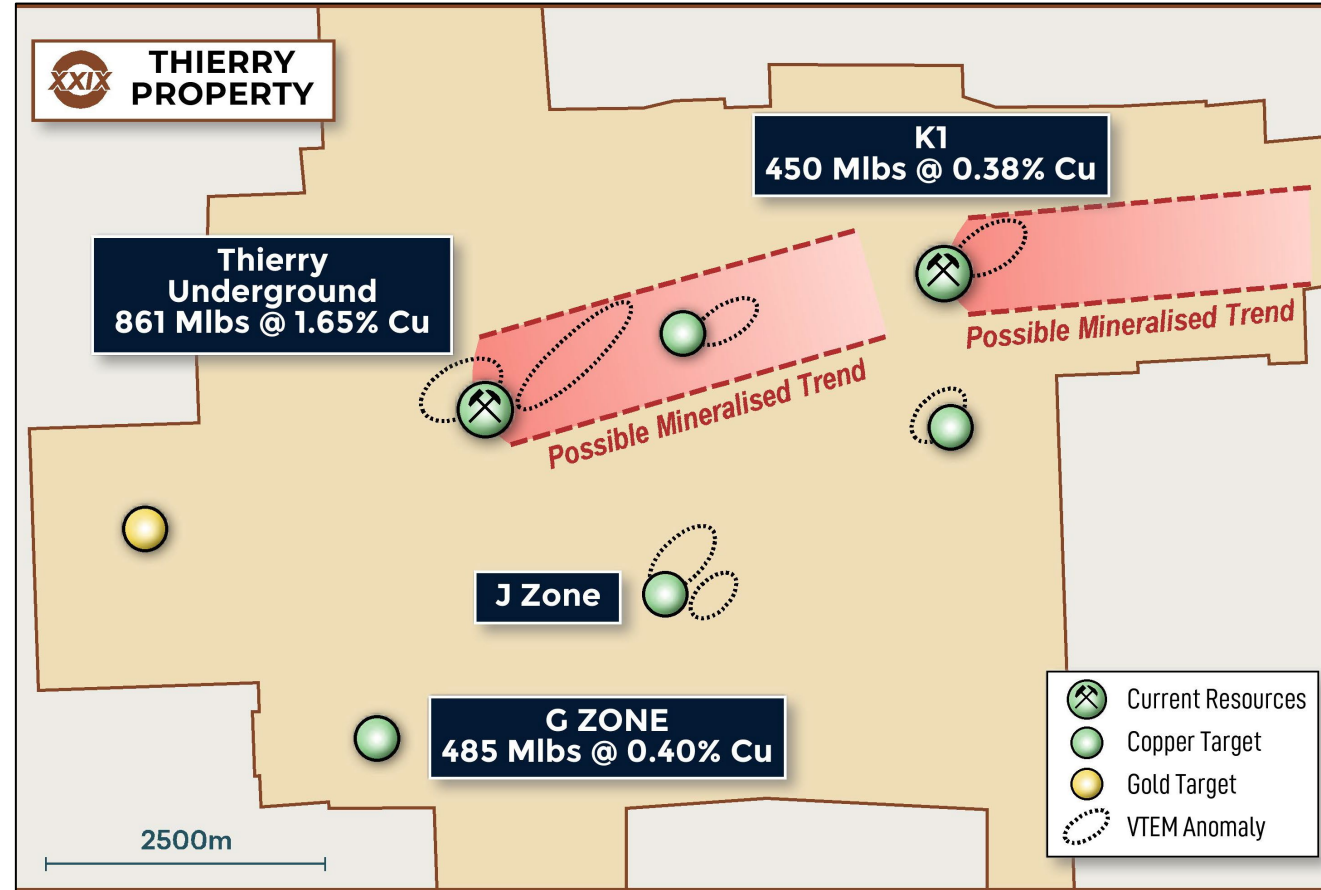 XXIX
THIERRY
PROPERTY
K1
450 Mlbs @ 0.38% Cu
Thierry
Underground
861 Mlbs @ 1.65% Cu
Possible Mineralised Trend
Possible Mineralised Trend
J Zone
G ZONE
485 Mlbs @ 0.40% Cu
Current Resources
Copper Target
Gold Target
VTEM Anomaly
2500m